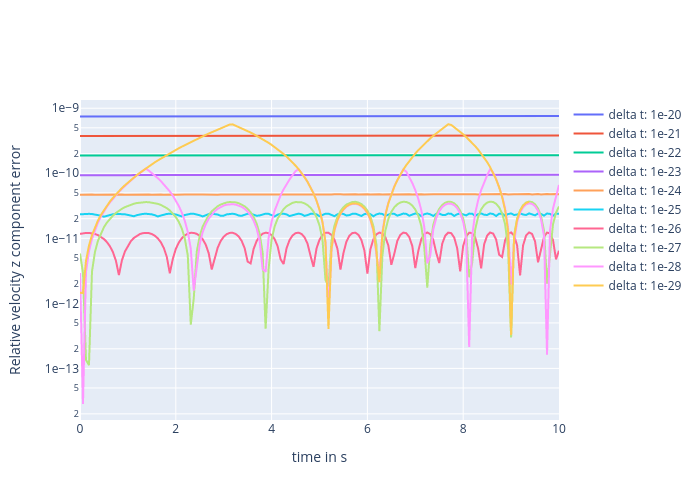 Relative velocity z component error
1e−9
5
2
1e−10
5
2
1e−11
5
2
1e−12
5
2
1e−13
5
2
0 2 4 6 8 10
time in s
delta t: 1e-20
delta t: 1e-21
delta t: 1e-22
delta t: 1e-23
delta t: 1e-24
delta t: 1e-25
delta t: 1e-26
delta t: 1e-27
delta t: 1e-28
delta t: 1e-29